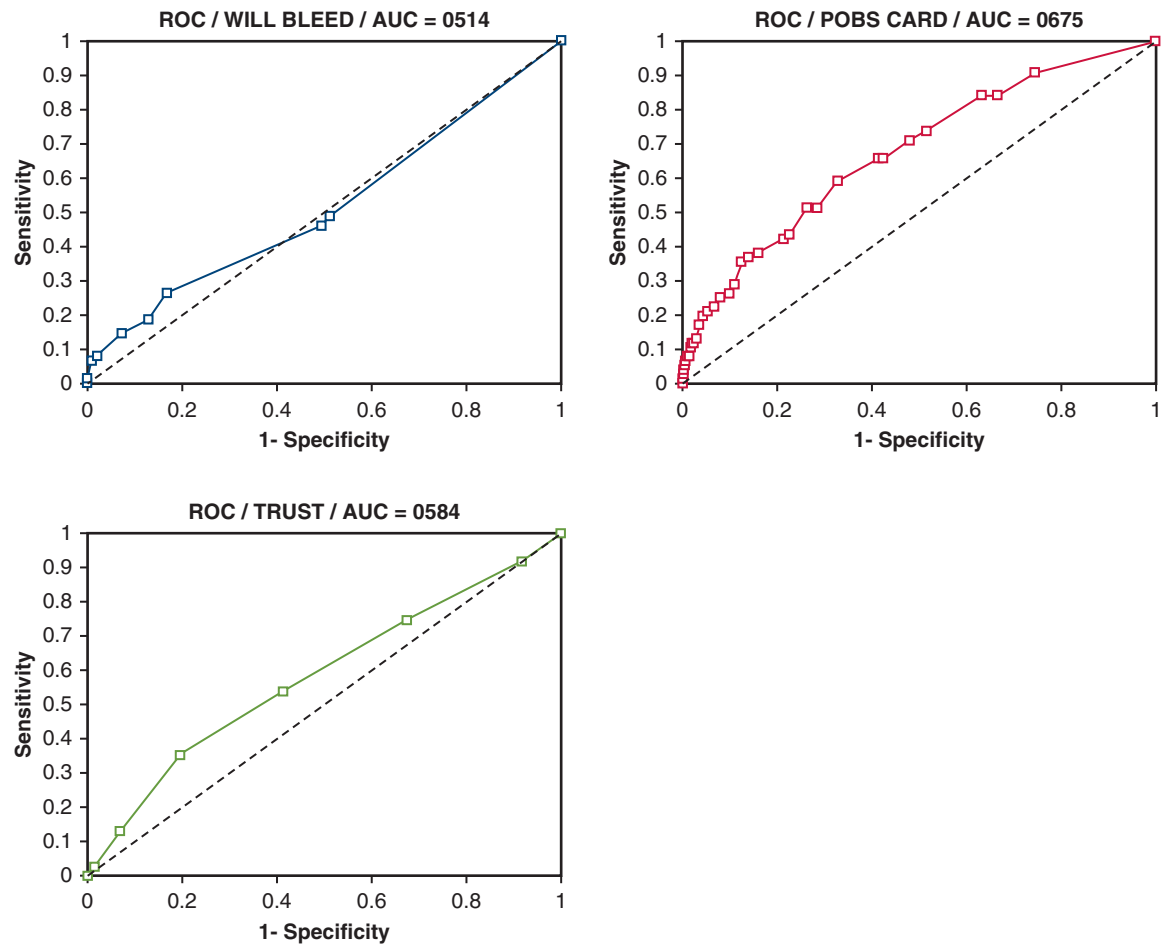 ROC / WILL BLEED / AUC = 0514
1
0.9
0.8
0.7
0.6
0.5
0.4
0.3
0.2
0.1
0
Sensitivity
0 0.2 0.4 0.6 0.8 1
1- Specificity
ROC / POBS CARD / AUC = 0675
1
0.9
0.8
0.7
0.6
0.5
0.4
0.3
0.2
0.1
0
Sensitivity
0 0.2 0.4 0.6 0.8 1
1- Specificity
ROC / TRUST / AUC = 0584
1
0.9
0.8
0.7
0.6
0.5
0.4
0.3
0.2
0.1
0
Sensitivity
0 0.2 0.4 0.6 0.8 1
1- Specificity